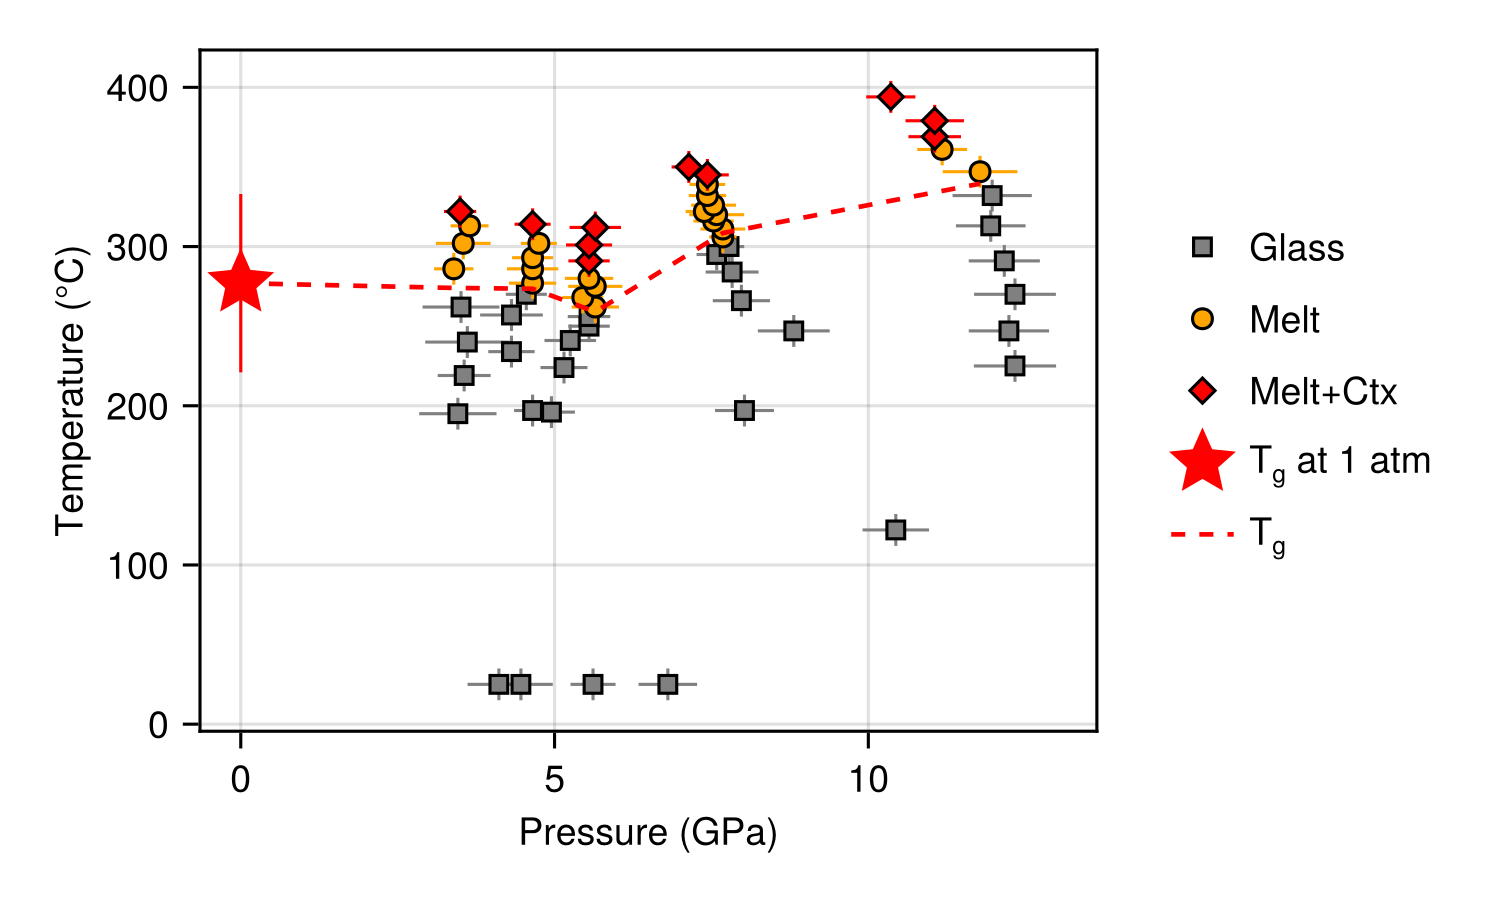 400
300
200
100
0
Temperature (°C)
0 5 10
Pressure (GPa)
Glass
Melt
Melt+Ctx
Tg at 1 atm
Tg